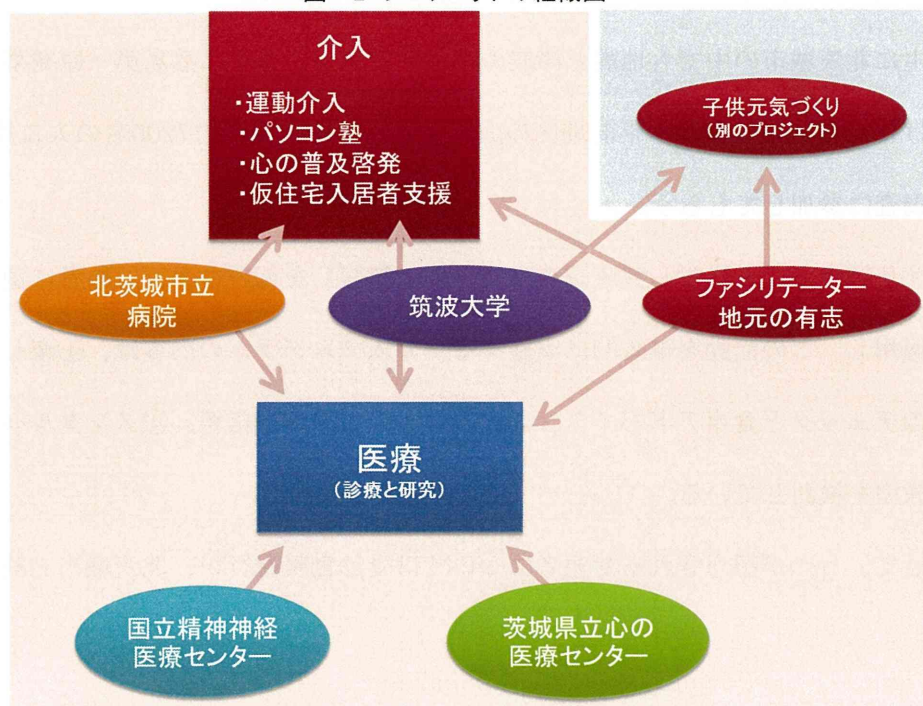 介入
・運動介入
・パソコン塾
・心の普及啓発
・仮住宅入居者支援
子供元気づくり
(別のプロジェクト)
北茨城市立
病院
筑波大学
ファシリテーター
地元の有志
医療
(診療と研究)
国立精神神経
医療センター
茨城県立心の
医療センター